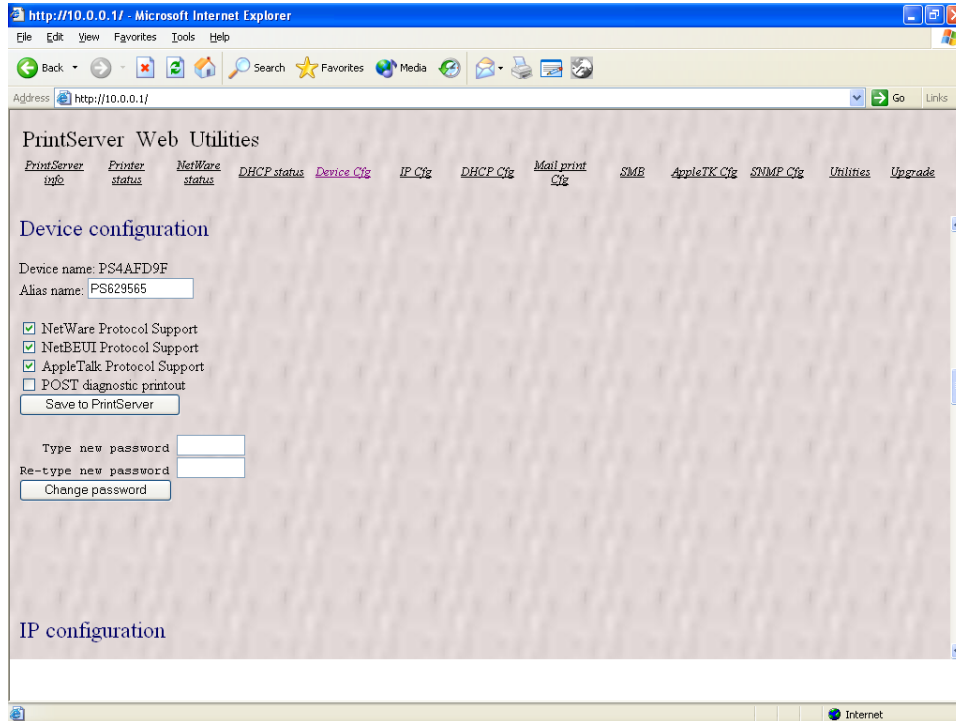 http://10.0.0.1/ - Microsoft Internet Explorer
File Edit View Favorites Tools Help
Back Search Favorites Media
Address http://10.0.0.1/ Go Links
PrintServer Web Utilities
PrintServer info Printer status NetWare status DHCP status Device Cfg IP Cfg DHCP Cfg Mail print Cfg SMB AppleTK Cfg SNMP Cfg Utilities Upgrade
Device configuration
Device name: PS4AFD9F
Alias name: PS629565
NetWare Protocol Support
NetBEUI Protocol Support
AppleTalk Protocol Support
POST diagnostic printout
Save to PrintServer
Type new password
Re-type new password
Change password
IP configuration
Internet